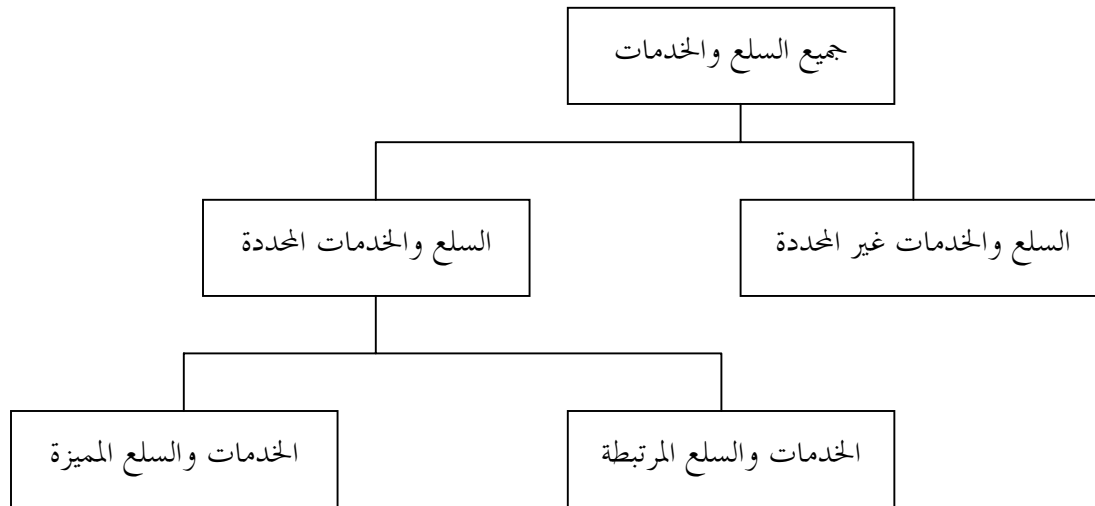 جميع السلع والخدمات
السلع والخدمات غير المحددة
السلع والخدمات المحددة
الخدمات والسلع المرتبطة
الخدمات والسلع المميزة